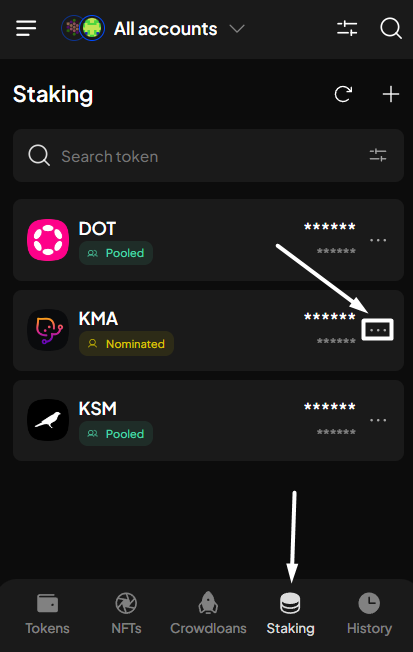 All accounts
Staking
Search token
DOT ******
Pooled ******
...
KMA ******
Nominated ******
...
KSM ******
Pooled ******
...
Tokens NFTs Crowdloans Staking History